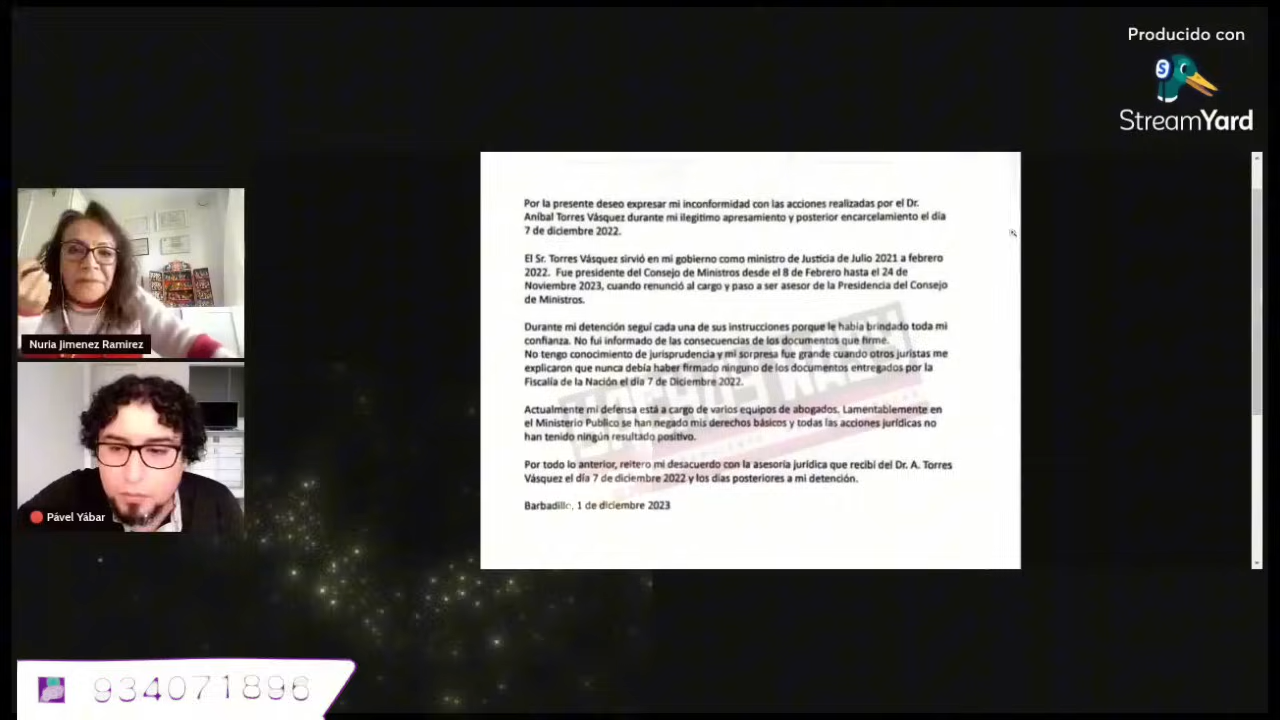 Producido con
StreamYard
Por la presente deseo expresar mi inconformidad con las acciones realizadas por el Dr.
Aníbal Torres Vásquez durante mi ilegitimo apresamiento y posterior encarcelamiento el día
7 de diciembre 2022.
El Sr. Torres Vásquez sirvió en mi gobierno como ministro de Justicia de Julio 2021 a febrero
2022. Fue presidente del Consejo de Ministros desde el 8 de Febrero hasta el 24 de
Noviembre 2023, cuando renunció al cargo y paso a ser asesor de la Presidencia del Consejo
de Ministros.
Durante mi detención seguí cada una de sus instrucciones porque le había brindado toda mi
confianza. No fui informado de las consecuencias de los documentos que firme.
No tengo conocimiento de jurisprudencia y mi sorpresa fue grande cuando otros juristas me
explicaron que nunca debía haber firmado ninguno de los documentos entregados por la
Fiscalía de la Nación el día 7 de Diciembre 2022.
Actualmente mi defensa está a cargo de varios equipos de abogados. Lamentablemente en
el Ministerio Publico se han negado mis derechos básicos y todas las acciones jurídicas no
han tenido ningún resultado positivo.
Por todo lo anterior, reitero mi desacuerdo con la asesoría jurídica que recibí del Dr. A. Torres
Vásquez el día 7 de diciembre 2022 y los días posteriores a mi detención.
Barbadillo, 1 de diciembre 2023
Nuria Jimenez Ramirez
Pável Yábar
934071896